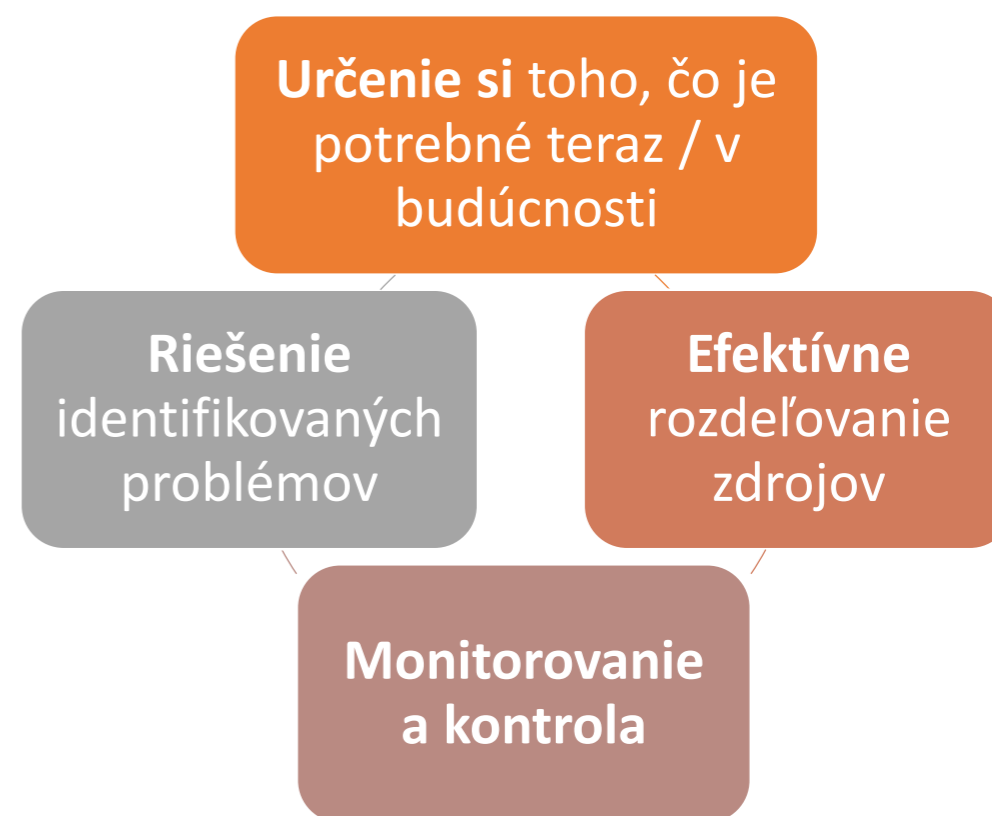 Určenie si toho, čo je
potrebné teraz / v
budúcnosti
Riešenie
identifikovaných
problémov
Efektívne
rozdeľovanie
zdrojov
Monitorovanie
a kontrola